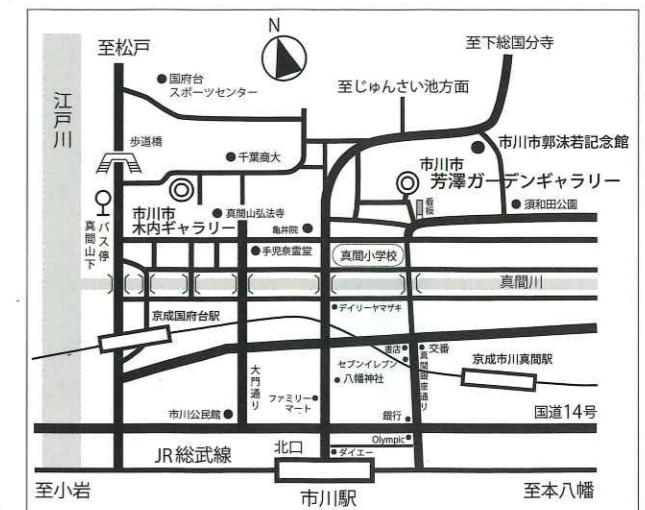 至松戸
N
至下総国分寺
国府台
スポーツセンター
至じゅんさい池方面
江戸川
歩道橋
千葉商大
市川市郭沫若記念館
市川市
芳澤ガーデンギャラリー
市川市
木内ギャラリー
真間山弘法寺
亀井院
看板
須和田公園
バス停
真間山下
手児奈霊堂
真間小学校
真間川
デイリーヤマザキ
京成国府台駅
書店
交番
セブンイレブン
八幡神社
真間銀座通り
京成市川真間駅
大門通り
ファミリー
マート
市川公民館
銀行
国道14号
Olympic
JR総武線
北口
ダイエー
至小岩
市川駅
至本八幡